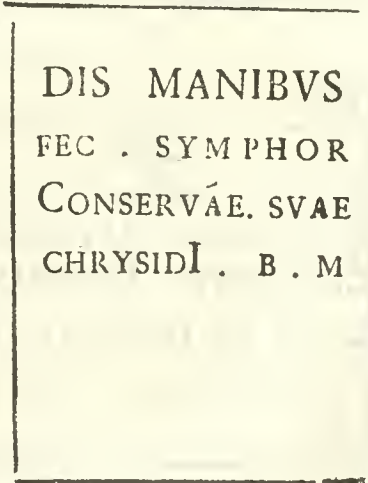 DIS MANIBVS
FEC . SYMPHOR
CONSERVÁE. SVAE
CHRYSIDI . B . M